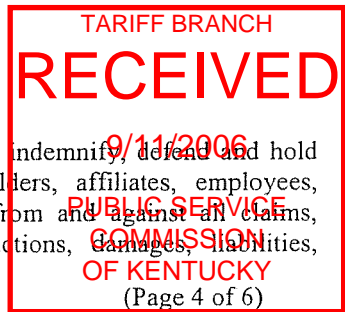 TARIFF BRANCH
RECEIVED
9/11/2006
indemnify, defend and hold
lders, affiliates, employees,
PUBLIC SERVICE
from and against all claims,
COMMISSION
ctions, damages, liabilities,
OF KENTUCKY
(Page 4 of 6)